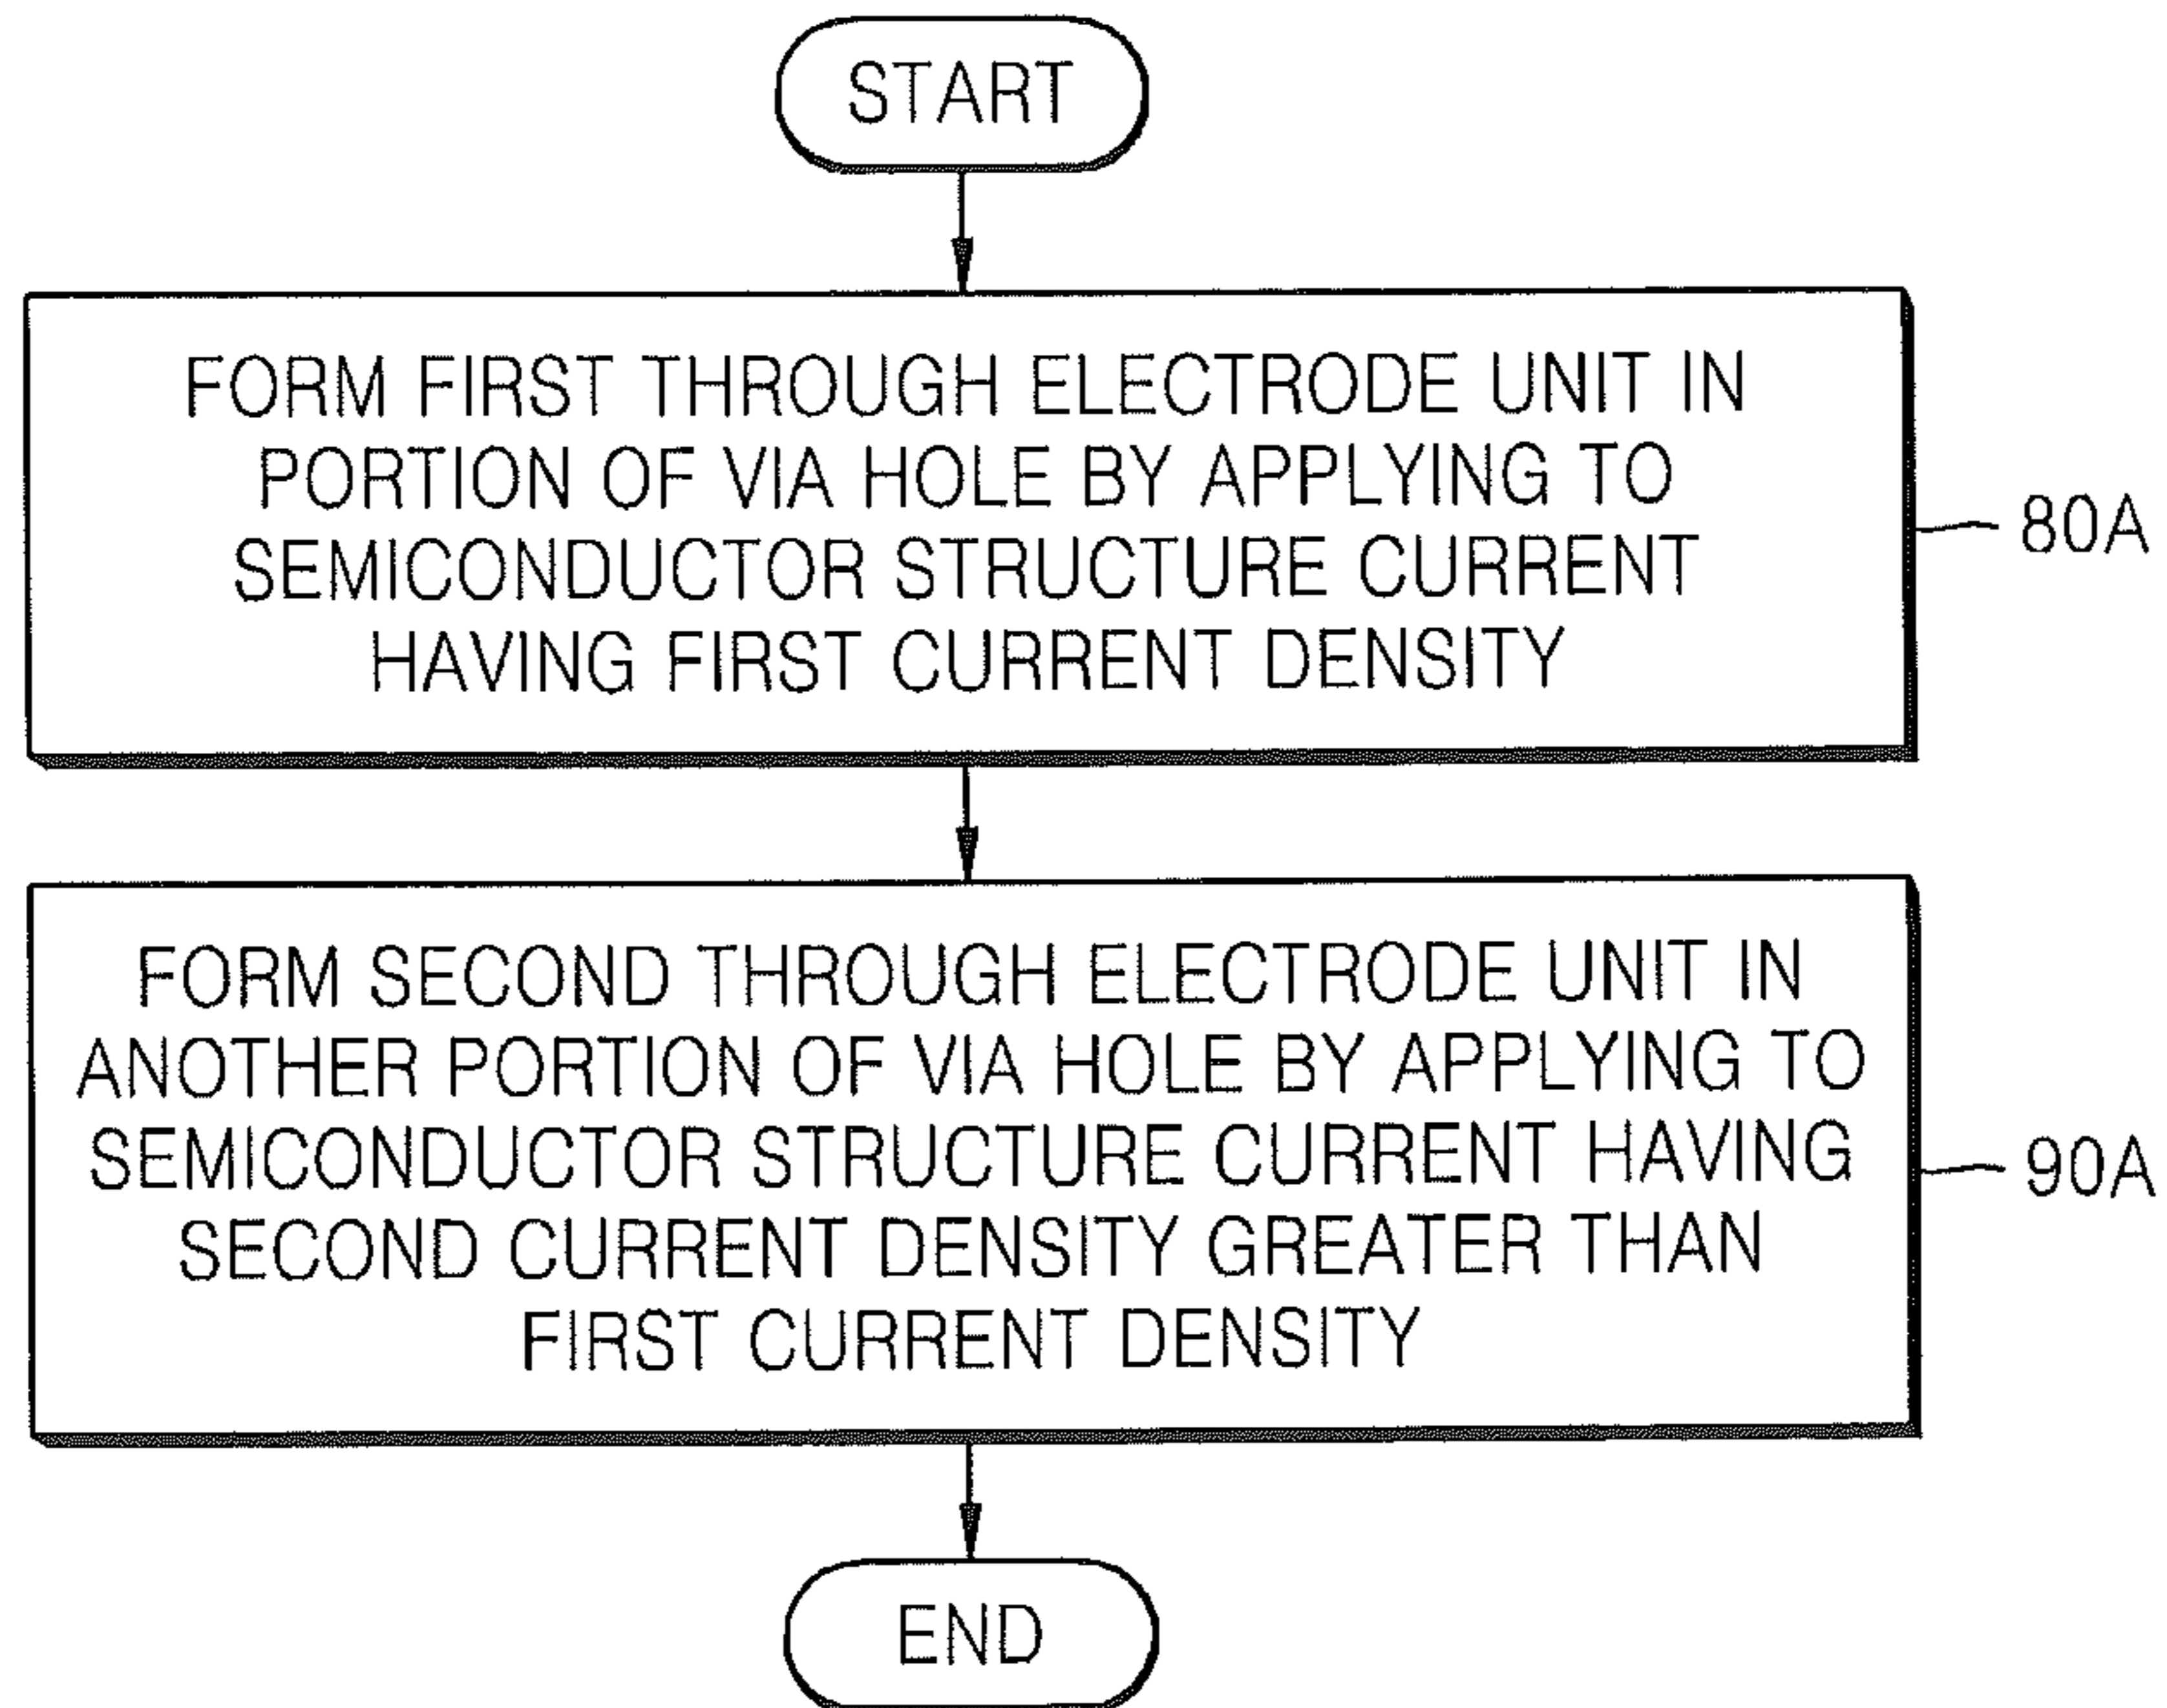 START
FORM FIRST THROUGH ELECTRODE UNIT IN
PORTION OF VIA HOLE BY APPLYING TO
SEMICONDUCTOR STRUCTURE CURRENT
HAVING FIRST CURRENT DENSITY
80A
FORM SECOND THROUGH ELECTRODE UNIT IN
ANOTHER PORTION OF VIA HOLE BY APPLYING TO
SEMICONDUCTOR STRUCTURE CURRENT HAVING
SECOND CURRENT DENSITY GREATER THAN
FIRST CURRENT DENSITY
90A
END